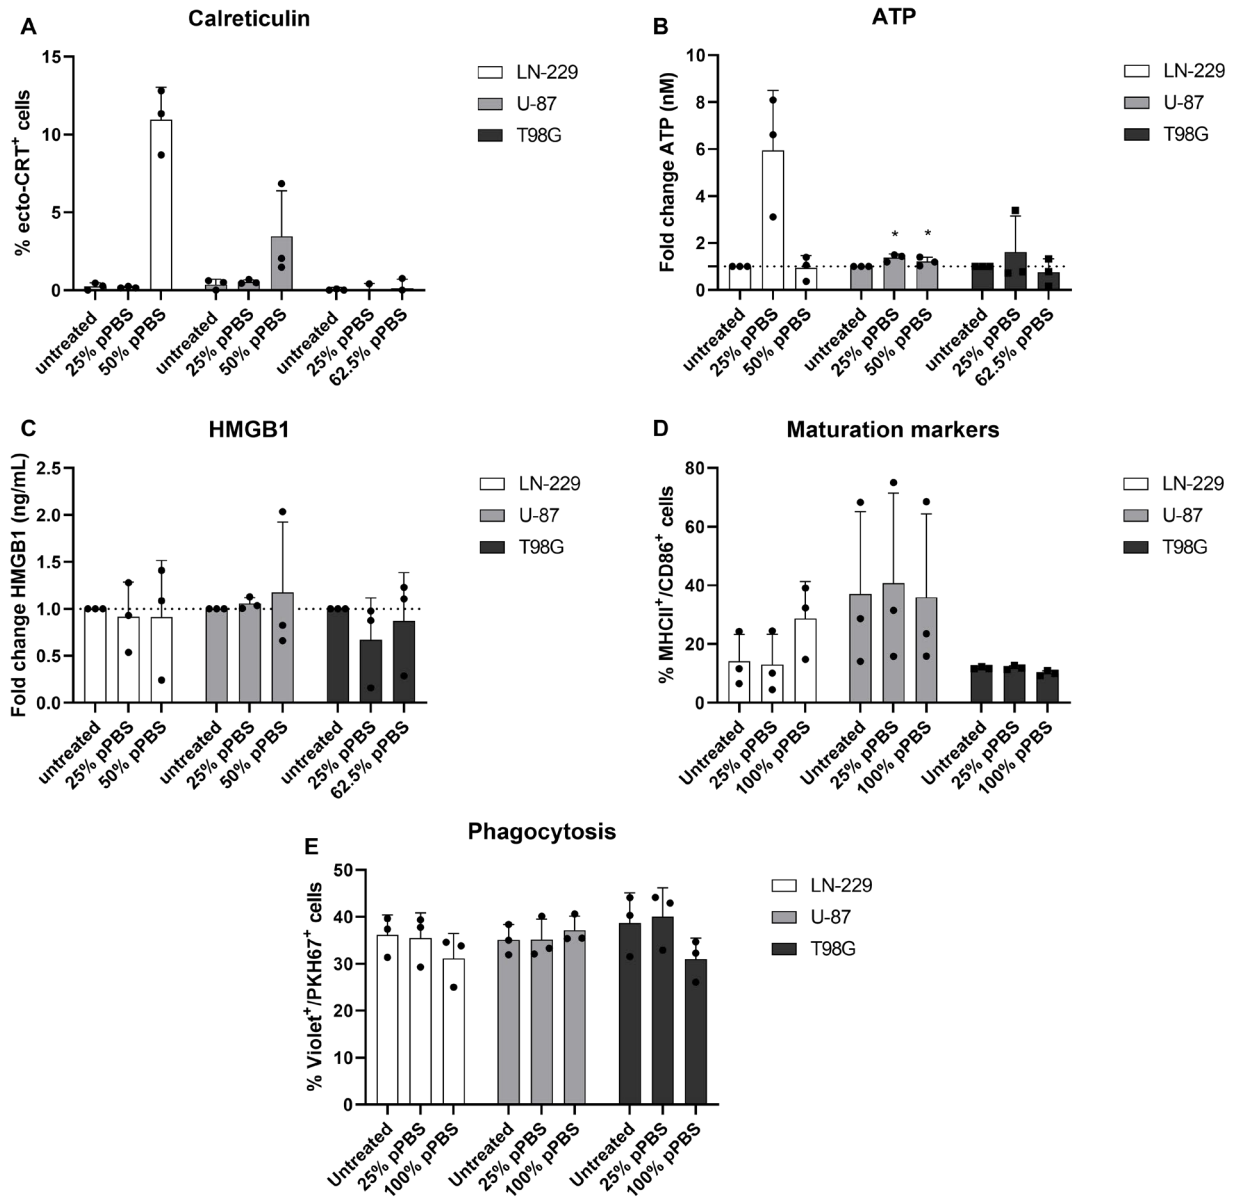 A
Calreticulin
% ecto-CRT+ cells
15
10
5
0
untreated
25% pPBS
50% pPBS
untreated
25% pPBS
50% pPBS
untreated
25% pPBS
62.5% pPBS
LN-229
U-87
T98G
B
ATP
Fold change ATP (nM)
10
8
6
4
2
0
* *
untreated
25% pPBS
50% pPBS
untreated
25% pPBS
50% pPBS
untreated
25% pPBS
62.5% pPBS
LN-229
U-87
T98G
C
HMGB1
Fold change HMGB1 (ng/mL)
2.5
2.0
1.5
1.0
0.5
0.0
untreated
25% pPBS
50% pPBS
untreated
25% pPBS
50% pPBS
untreated
25% pPBS
62.5% pPBS
LN-229
U-87
T98G
D
Maturation markers
% MHCII+/CD86+ cells
80
60
40
20
0
Untreated
25% pPBS
100% pPBS
Untreated
25% pPBS
100% pPBS
Untreated
25% pPBS
100% pPBS
LN-229
U-87
T98G
E
Phagocytosis
% Violet+/PKH67+ cells
50
40
30
20
10
0
Untreated
25% pPBS
100% pPBS
Untreated
25% pPBS
100% pPBS
Untreated
25% pPBS
100% pPBS
LN-229
U-87
T98G